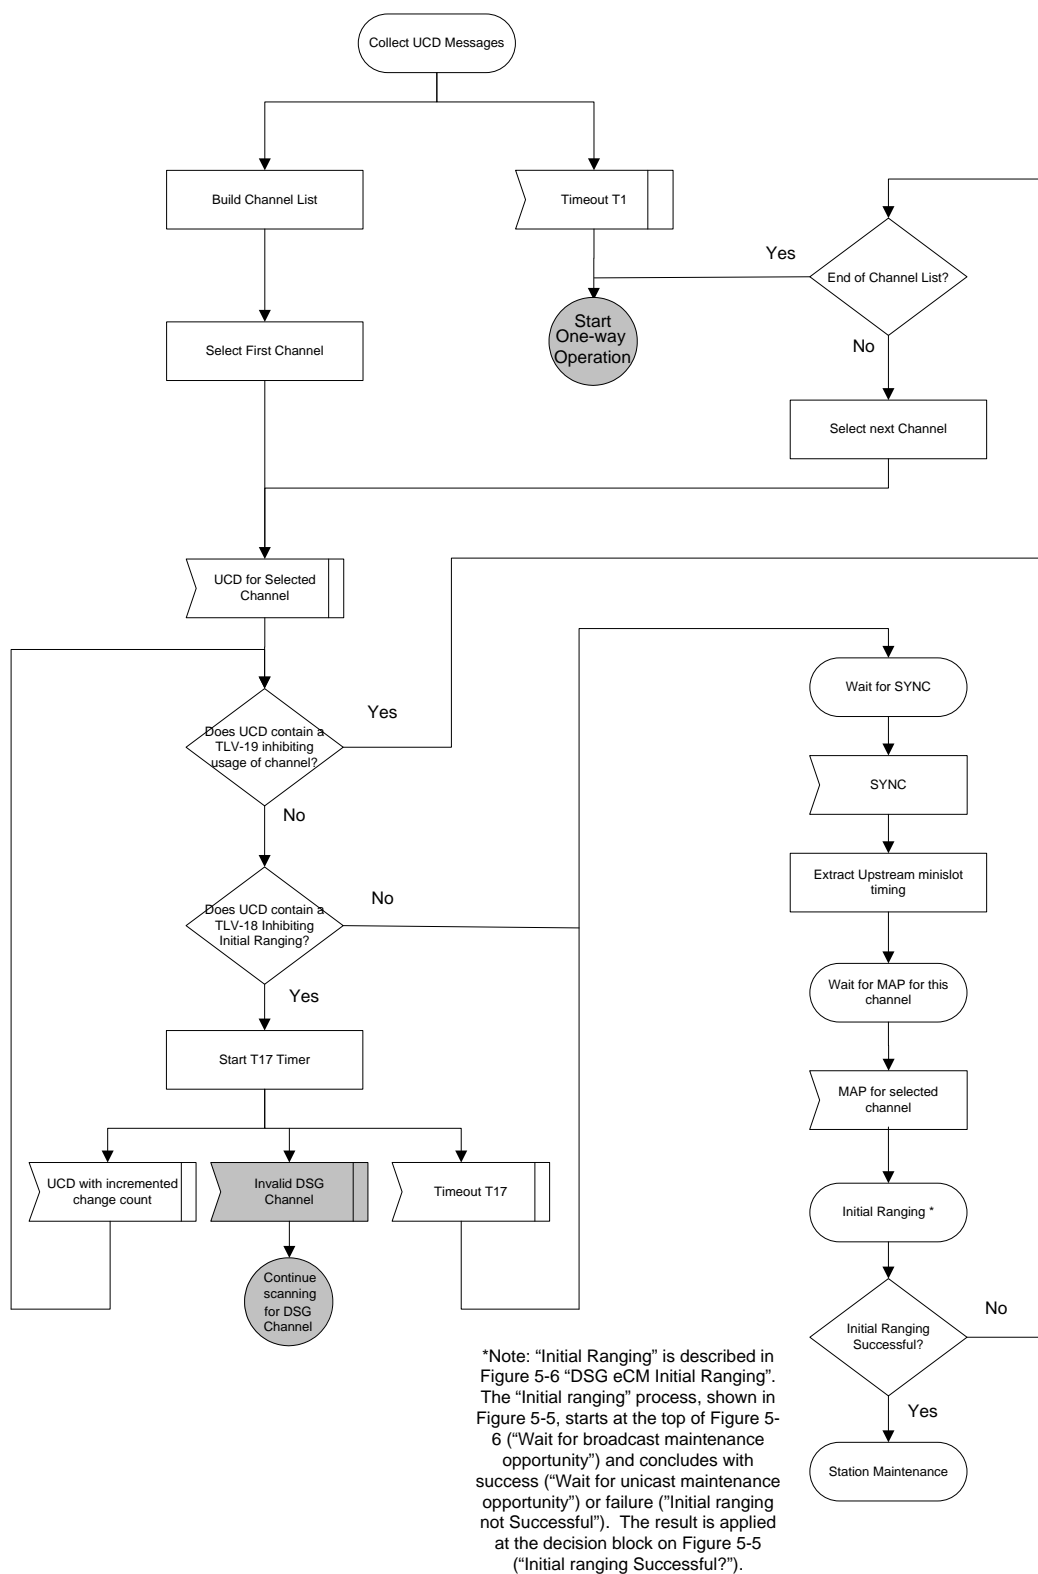 Collect UCD Messages
Build Channel List
Timeout T1
Yes
End of Channel List?
Start
One-way
Operation
Select First Channel
No
Select next Channel
UCD for Selected
Channel
Wait for SYNC
Yes
Does UCD contain a
TLV-19 inhibiting
usage of channel?
SYNC
No
Extract Upstream minislot
timing
No
Does UCD contain a
TLV-18 Inhibiting
Initial Ranging?
Wait for MAP for this
channel
Yes
Start T17 Timer
MAP for selected
channel
UCD with incremented
change count
Invalid DSG
Channel
Timeout T17
Initial Ranging *
Continue
scanning
for DSG
Channel
No
Initial Ranging
Successful?
*Note: “Initial Ranging” is described in
Figure 5-6 “DSG eCM Initial Ranging”.
The “Initial ranging” process, shown in
Figure 5-5, starts at the top of Figure 5-
6 (“Wait for broadcast maintenance
opportunity”) and concludes with
success (“Wait for unicast maintenance
opportunity”) or failure (”Initial ranging
not Successful”).  The result is applied
at the decision block on Figure 5-5
(“Initial ranging Successful?”).
Yes
Station Maintenance